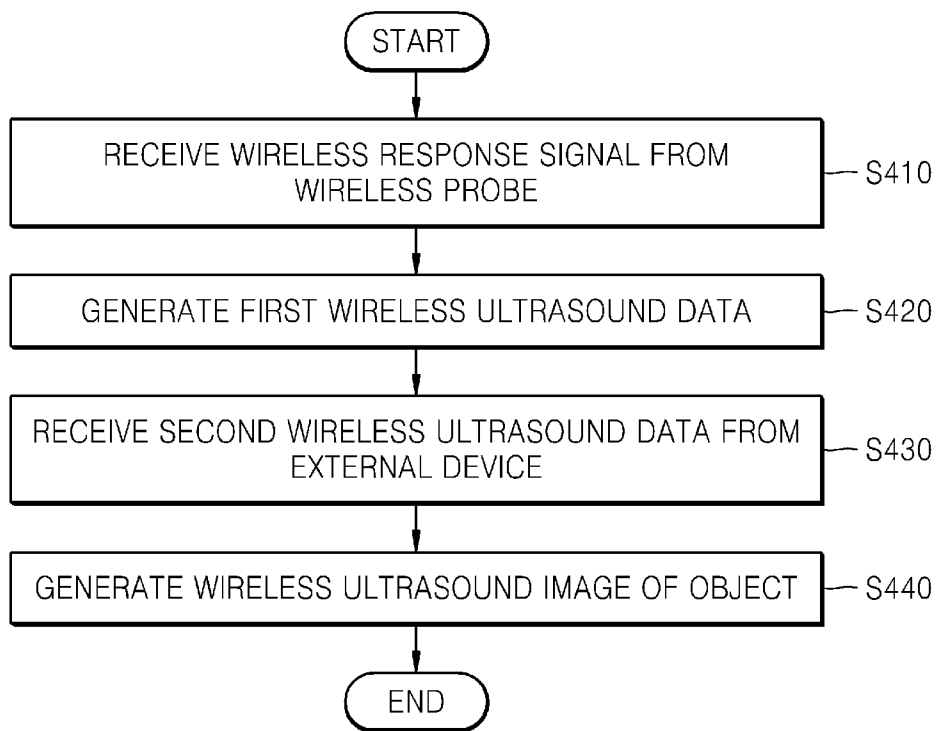 START
RECEIVE WIRELESS RESPONSE SIGNAL FROM
WIRELESS PROBE
S410
GENERATE FIRST WIRELESS ULTRASOUND DATA
S420
RECEIVE SECOND WIRELESS ULTRASOUND DATA FROM
EXTERNAL DEVICE
S430
GENERATE WIRELESS ULTRASOUND IMAGE OF OBJECT
S440
END